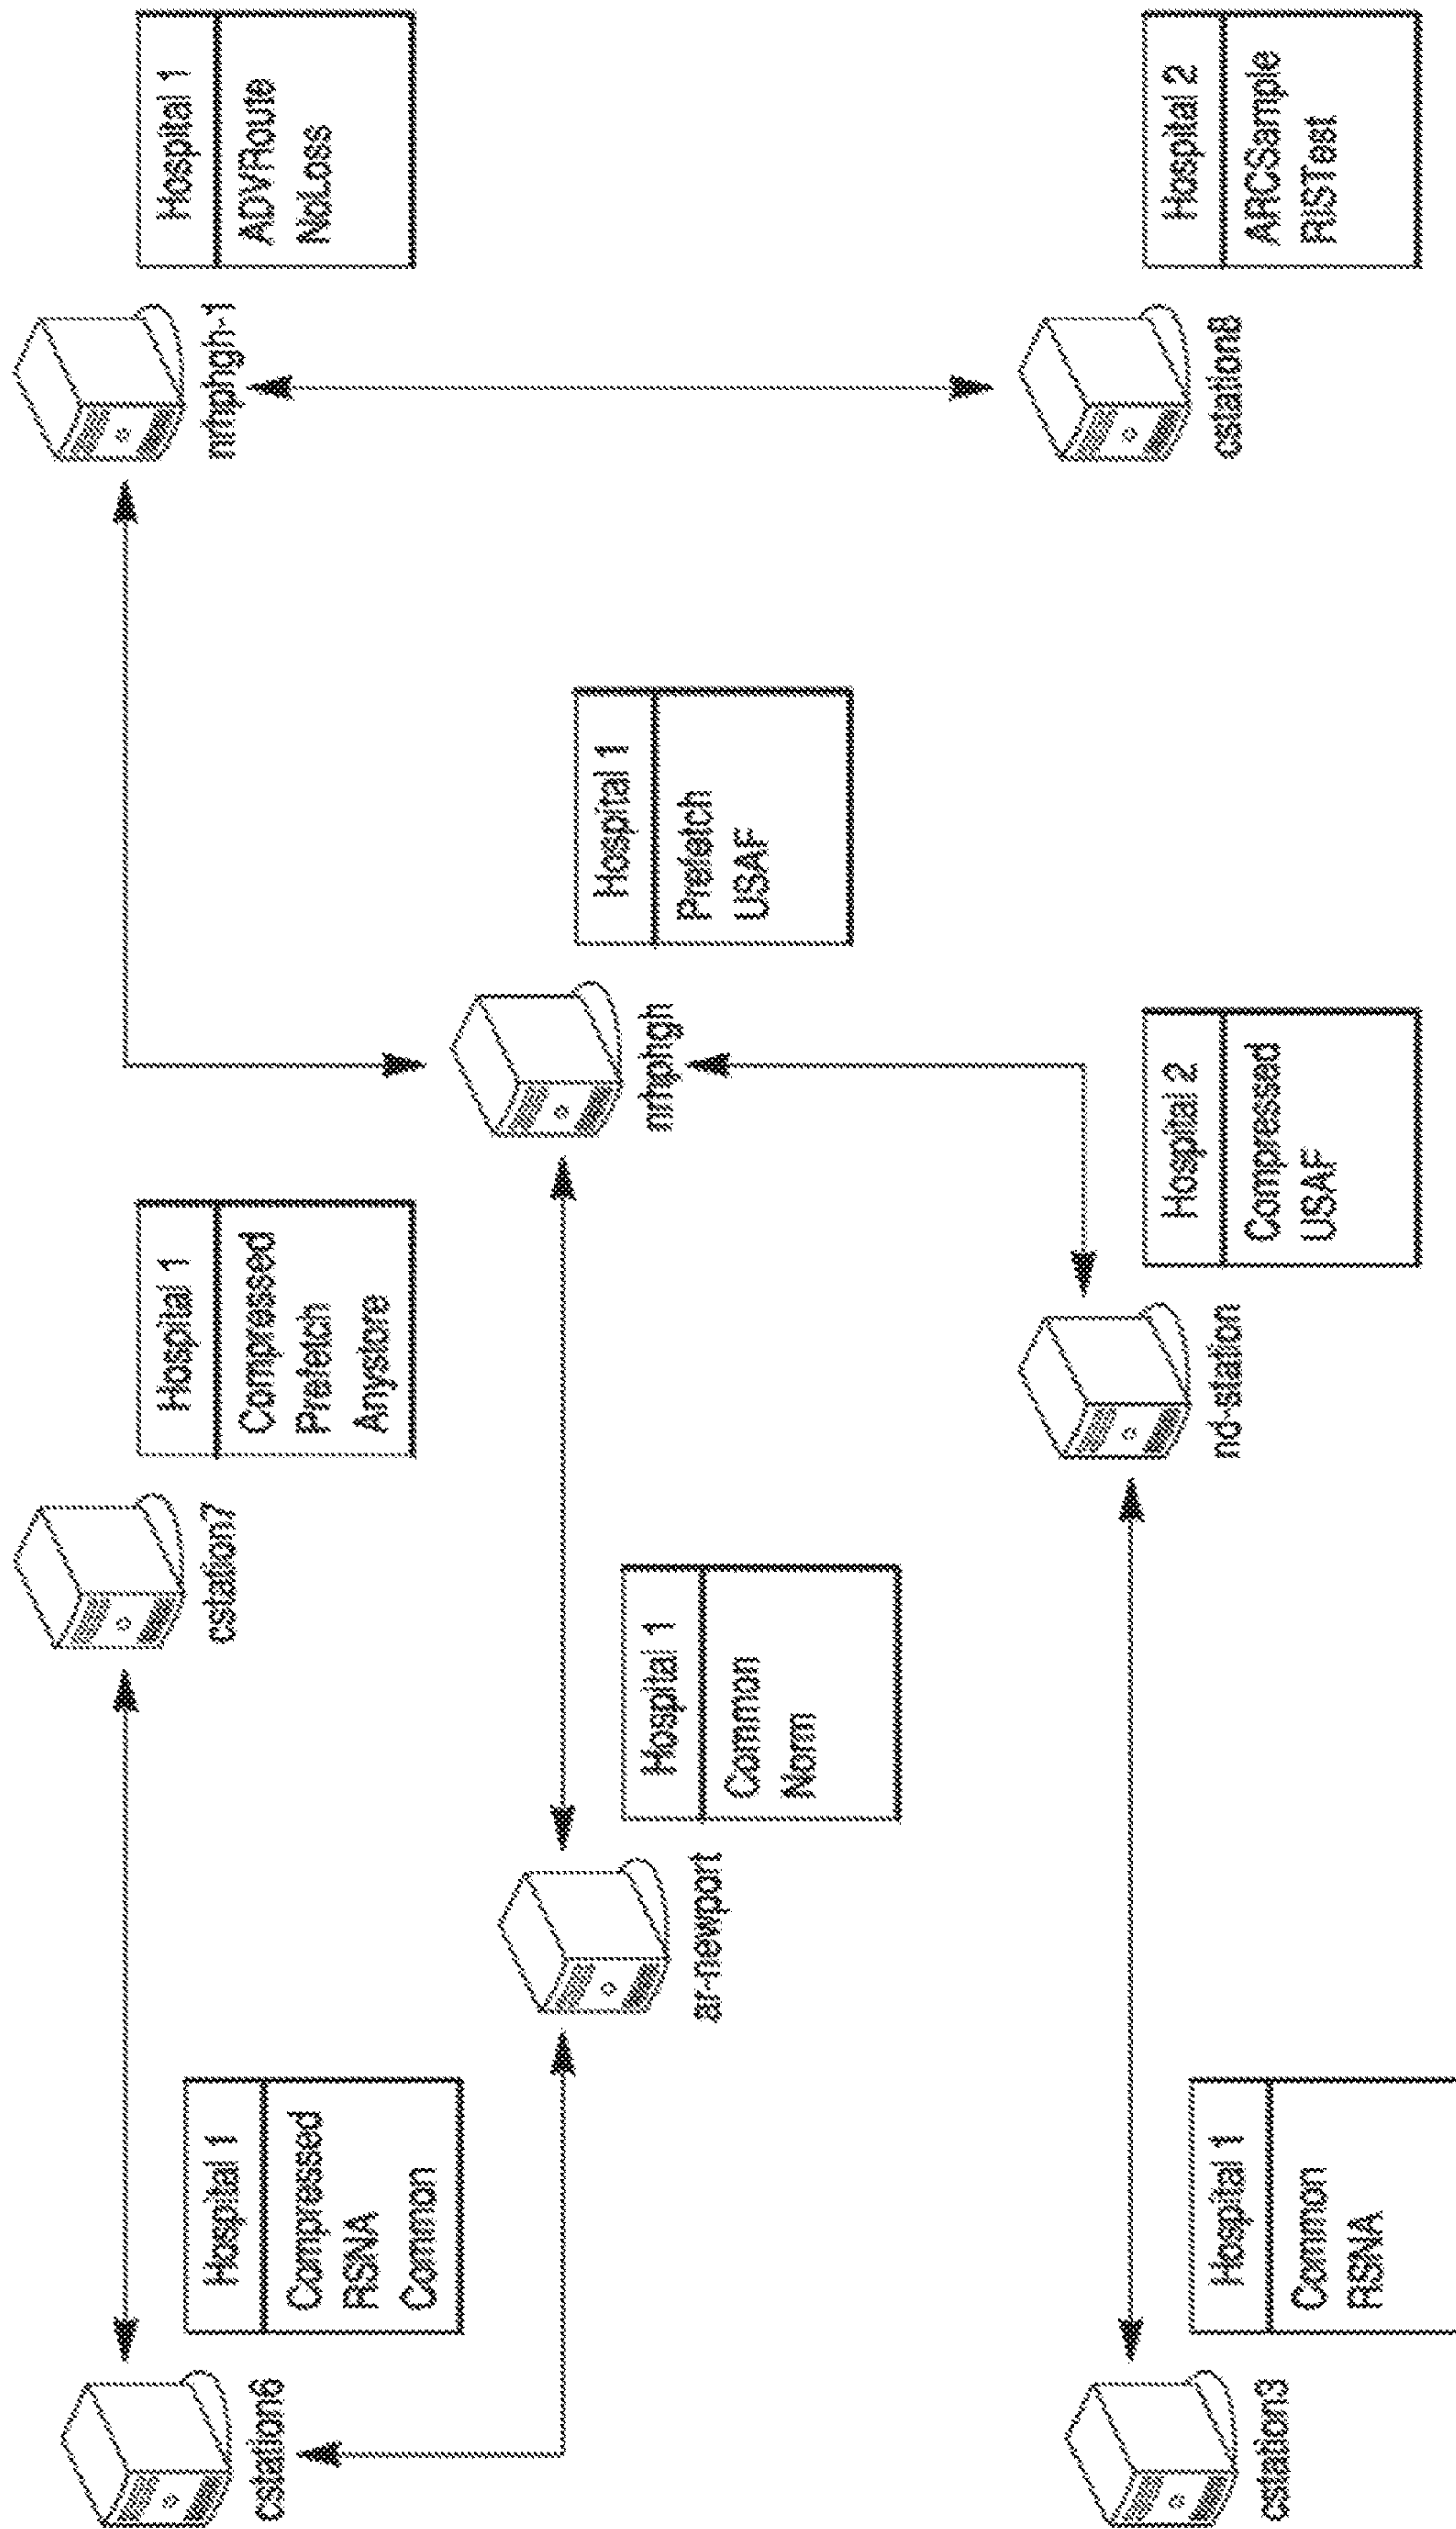 cstation6
Hospital 1
Compressed
RSNA
Common
cstation7
Hospital 1
Compressed
Prefetch
Anystore
nrhphgh-1
Hospital 1
ADVRoute
NoLoss
ar-newport
Hospital 1
Common
Norm
nrhphgh
Hospital 1
Prefetch
USAF
cstation3
Hospital 1
Common
RSNA
nd-station
Hospital 2
Compressed
USAF
cstation8
Hospital 2
ARCSample
RISTest